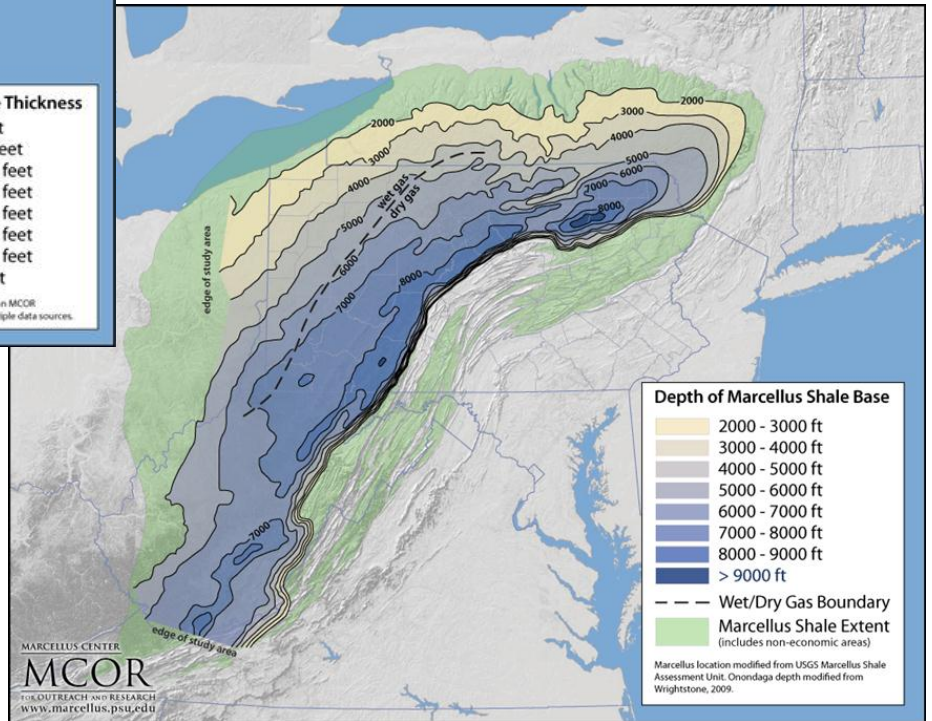 Thickness
t
eet
feet
feet
feet
feet
feet
t
n MCOR
iple data sources.
2000
3000
4000
5000
6000
7000
8000
wet gas
dry gas
2000
3000
4000
5000
6000
7000
8000
7000
edge of study area
edge of study area
Depth of Marcellus Shale Base
2000 - 3000 ft
3000 - 4000 ft
4000 - 5000 ft
5000 - 6000 ft
6000 - 7000 ft
7000 - 8000 ft
8000 - 9000 ft
> 9000 ft
Wet/Dry Gas Boundary
Marcellus Shale Extent
(includes non-economic areas)
Marcellus location modified from USGS Marcellus Shale
Assessment Unit. Onondaga depth modified from
Wrightstone, 2009.
MARCELLUS CENTER
MCOR
FOR OUTREACH AND RESEARCH
www.marcellus.psu.edu